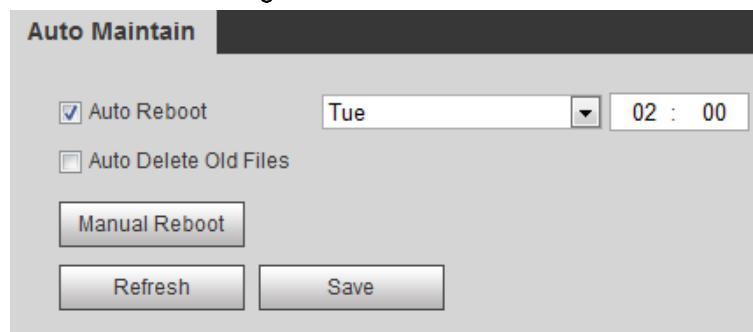 Auto Maintain
Auto Reboot Tue 02 : 00
Auto Delete Old Files
Manual Reboot
Refresh Save